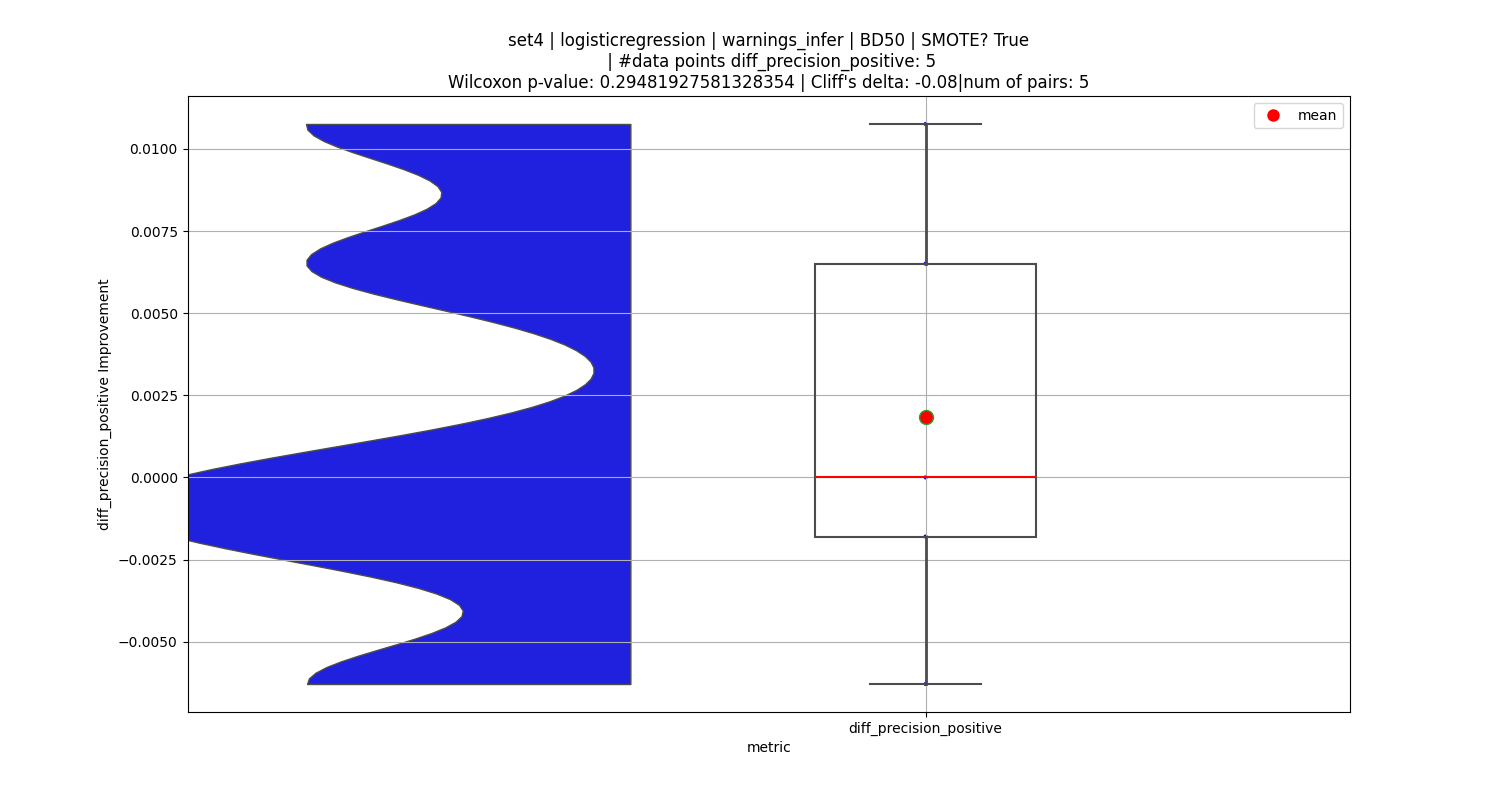 set4 | logisticregression | warnings_infer | BD50 | SMOTE? True
| #data points diff_precision_positive: 5
Wilcoxon p-value: 0.29481927581328354 | Cliff's delta: -0.08|num of pairs: 5
mean
0.0100
0.0075
0.0050
0.0025
0.0000
−0.0025
−0.0050
diff_precision_positive Improvement
diff_precision_positive
metric